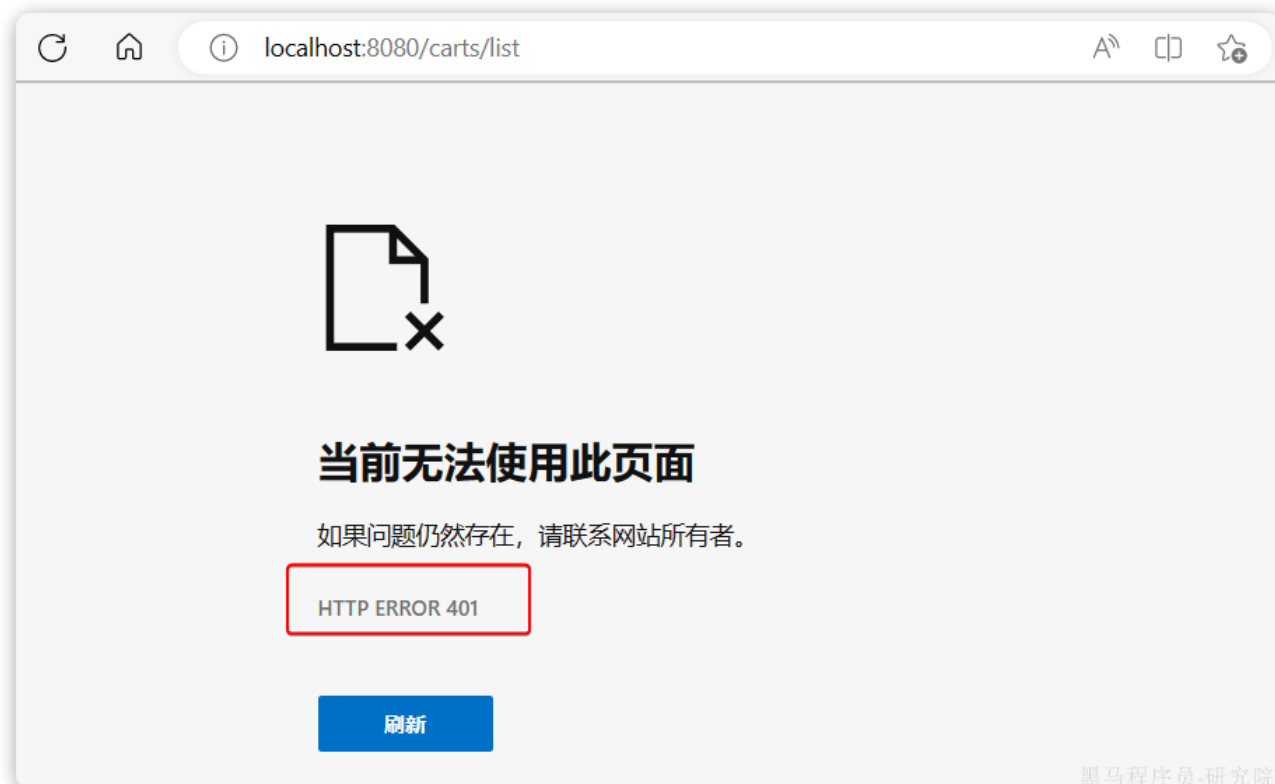 localhost:8080/carts/list
当前无法使用此页面
如果问题仍然存在，请联系网站所有者。
HTTP ERROR 401
刷新
黑马程序员-研究院